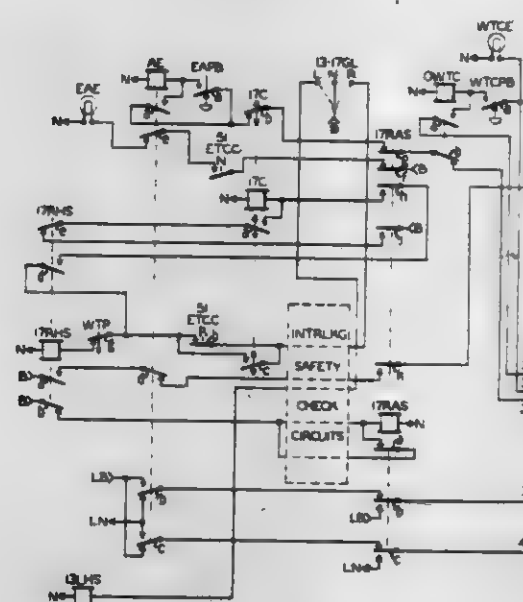 WTCE
N
AE
EAPB
13-17GL
L N R
OWTC
WTCPB
EAE
N
N
17C
N
N
51
ETCC
N
17RAS
B
17C
N
17RHS
B
51
ETCC
R
WTP
17RHS
N
INTRLKG
SAFETY
CHECK
CIRCUITS
B
B
17RAS
N
LB
D
D
LN
LB
C
C
LN
13LHS
N